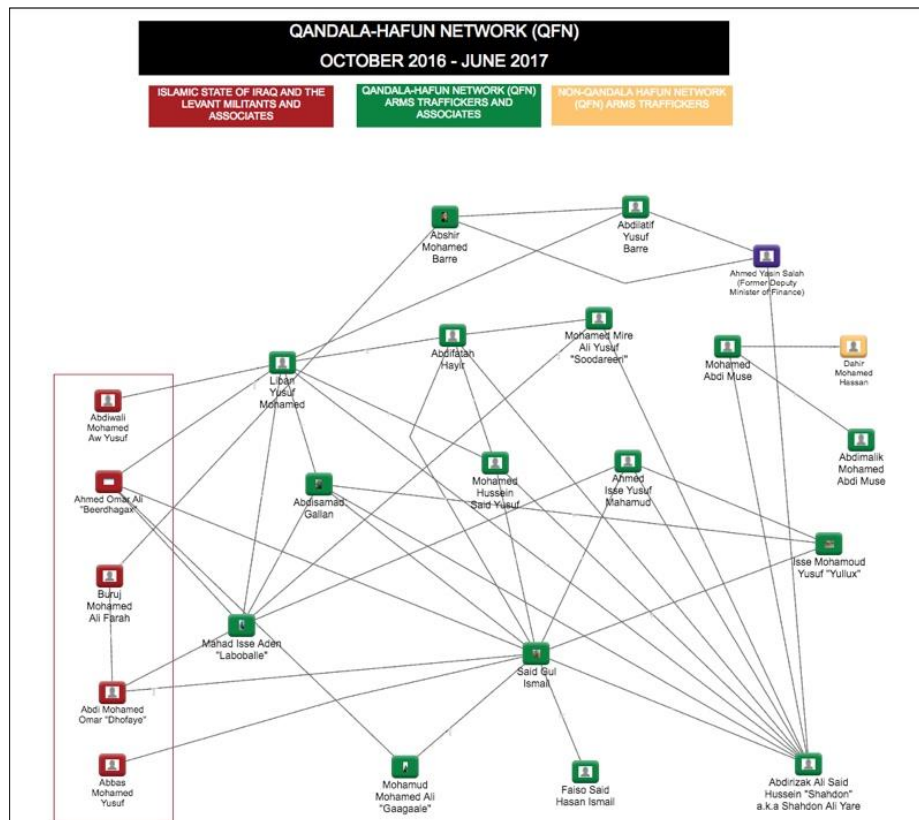 QANDALA-HAFUN NETWORK (QFN)
OCTOBER 2016 - JUNE 2017
ISLAMIC STATE OF IRAQ AND THE
LEVANT MILITANTS AND
ASSOCIATES
QANDALA-HAFUN NETWORK (QFN)
ARMS TRAFFICKERS AND
ASSOCIATES
NON-QANDALA HAFUN NETWORK
(QFN) ARMS TRAFFICKERS
Abshir
Mohamed
Barre
Abdilatif
Yusuf
Barre
Ahmed Yasin Salah
(Former Deputy
Minister of Finance)
Mohamed Mire
Ali Yusuf
"Soodareeri"
Abdifatah
Hayir
Mohamed
Abdi Muse
Dahir
Mohamed
Hassan
Liban
Yusuf
Mohamed
Abdiwali
Mohamed
Aw Yusuf
Abdimalik
Mohamed
Abdi Muse
Ahmed Omar Ali
"Beerdhagax"
Abdisamad
Gallan
Mohamed
Hussein
Said Yusuf
Ahmed
Isse Yusuf
Mahamud
Isse Mohamoud
Yusuf "Yullux"
Buruj
Mohamed
Ali Farah
Mahad Isse Aden
"Laboballe"
Said Gul
Ismail
Abdi Mohamed
Omar "Dhofaye"
Abbas
Mohamed
Yusuf
Mohamud
Mohamed Ali
"Gaagaale"
Faiso Said
Hasan Ismail
Abdirizak Ali Said
Hussein "Shahdon"
a.k.a Shahdon Ali Yare